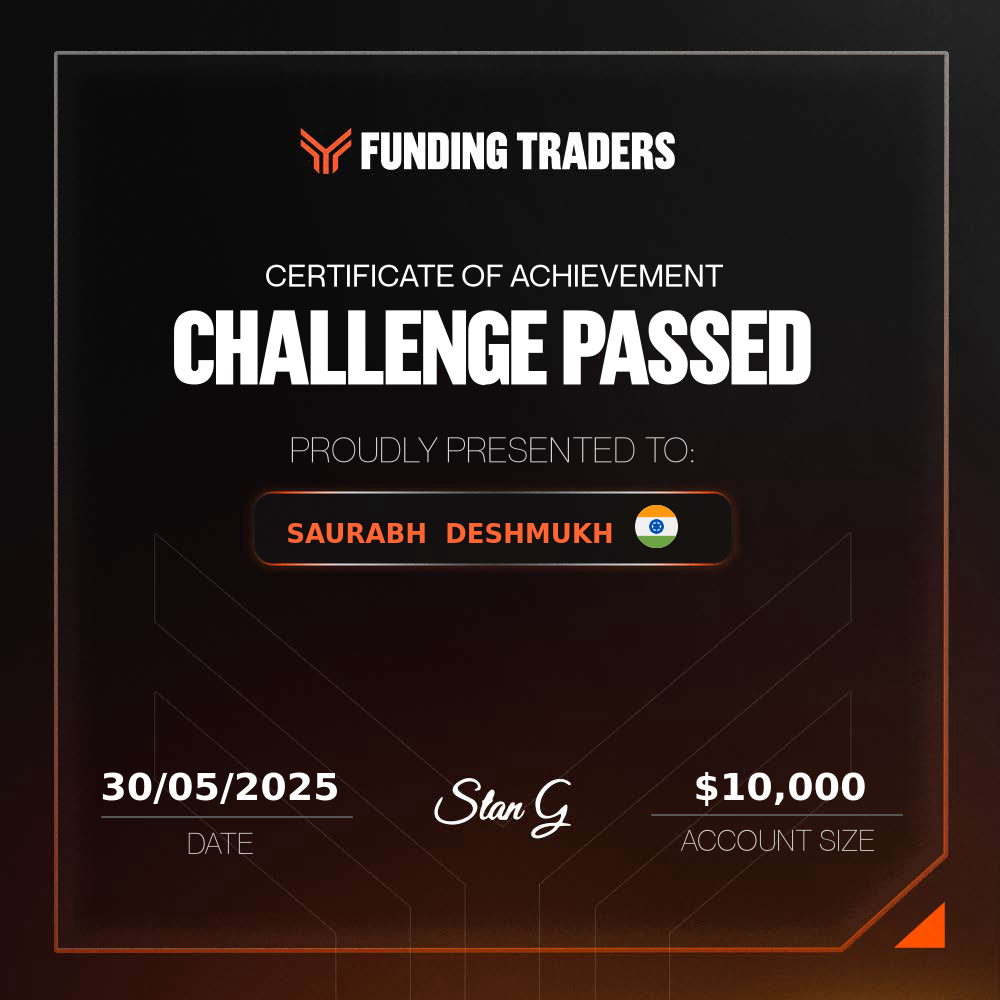 FUNDING TRADERS
CERTIFICATE OF ACHIEVEMENT
CHALLENGE PASSED
PROUDLY PRESENTED TO:
SAURABH DESHMUKH
30/05/2025
DATE
Stan G
$10,000
ACCOUNT SIZE